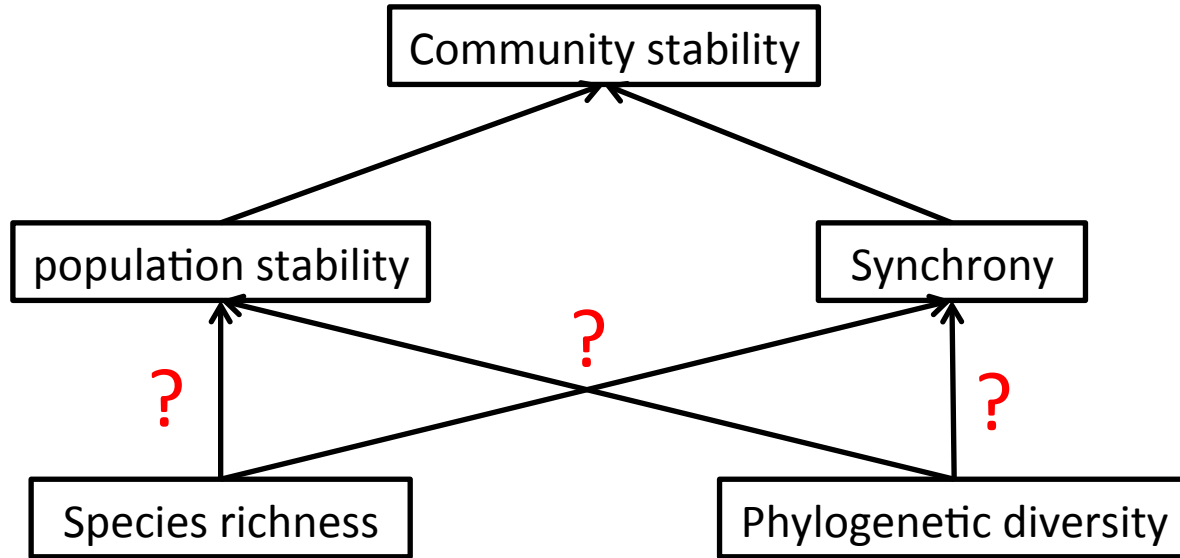 Community stability
population stability
Synchrony
?
?
?
Species richness
Phylogenetic diversity